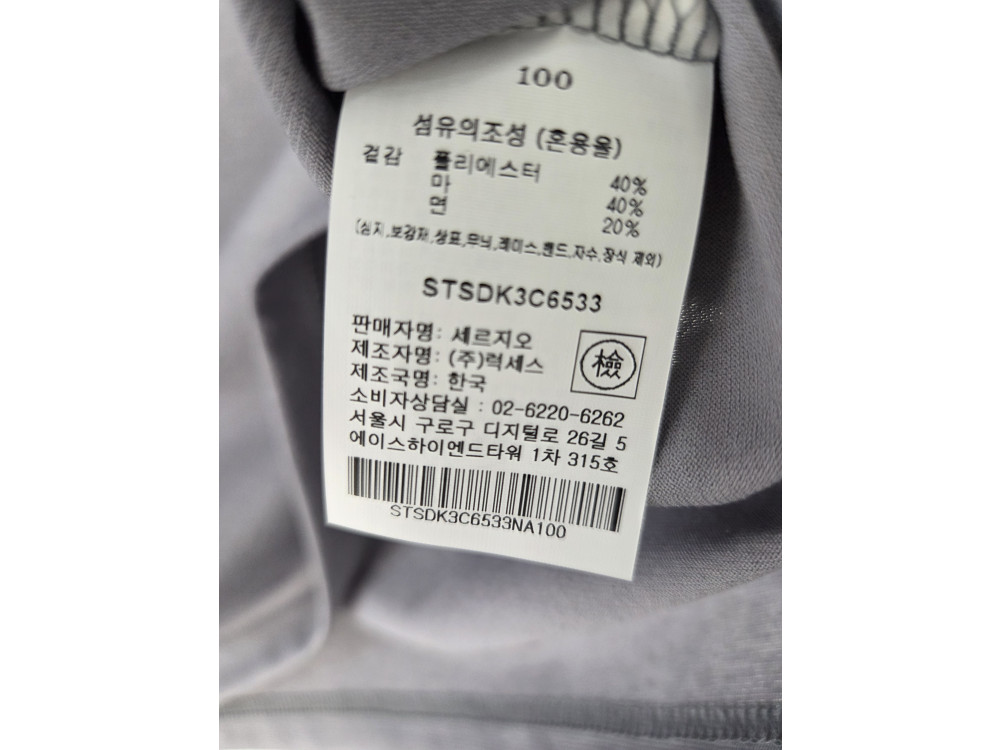 100
섬유의조성 (혼용율)
겉감 폴리에스터 40%
마 40%
면 20%
(심지,보강저,상표,무늬,레이스,밴드,자수,장식 제외)
STSDK3C6533
판매자명: 세르지오
제조자명: (주)럭세스
제조국명: 한국
檢
소비자상담실 : 02-6220-6262
서울시 구로구 디지털로 26길 5
에이스하이엔드타워 1차 315호
STSDK3C6533NA100